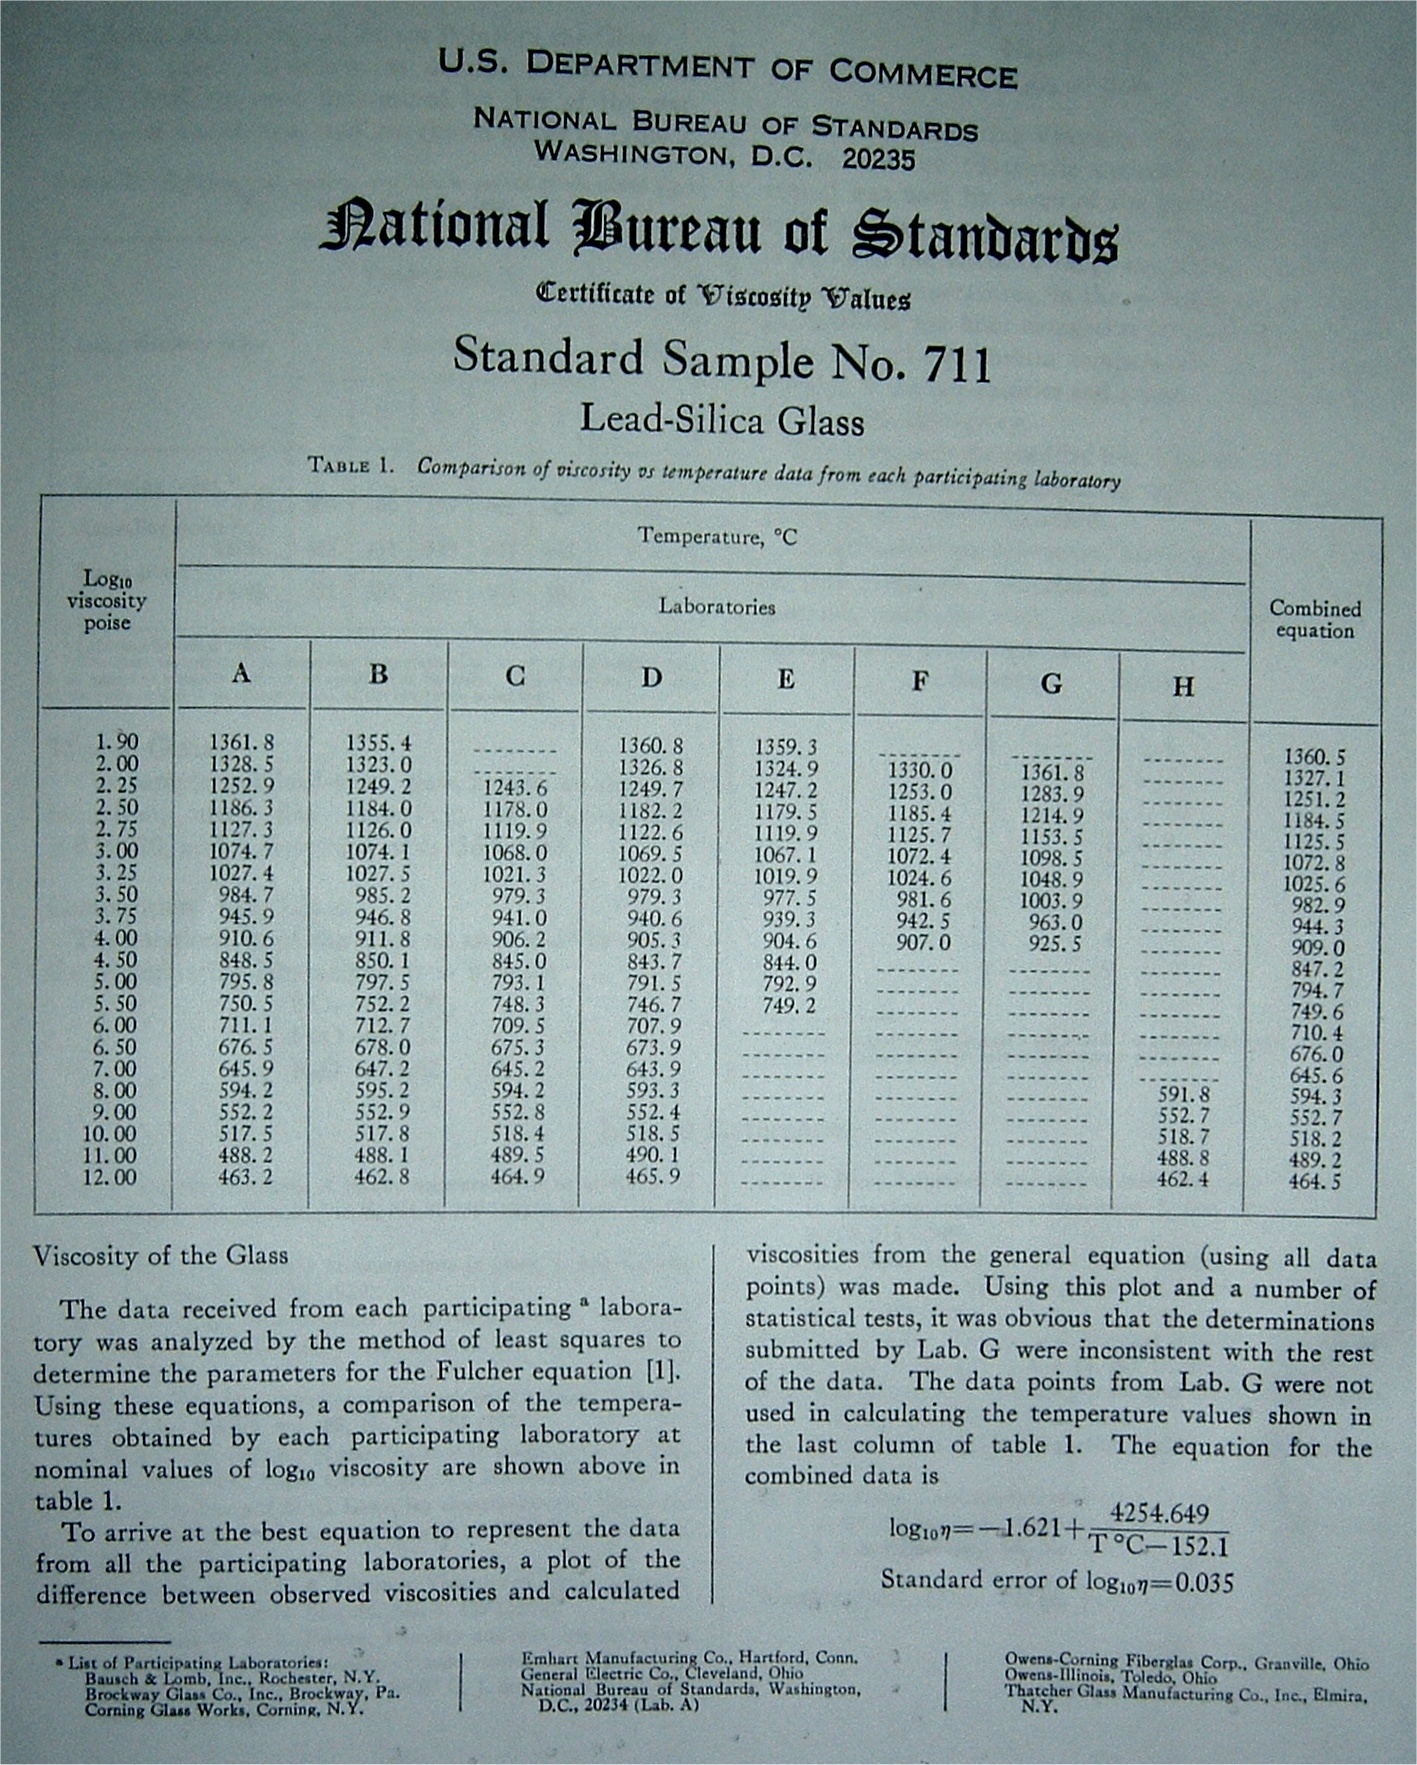 U.S. DEPARTMENT OF COMMERCE
NATIONAL BUREAU OF STANDARDS
WASHINGTON, D.C. 20235
National Bureau of Standards
Certificate of Viscosity Values
Standard Sample No. 711
Lead-Silica Glass
TABLE 1. Comparison of viscosity vs temperature data from each participating laboratory
Log10 viscosity poise
Temperature, °C
Laboratories
Combined equation
A B C D E F G H
1.90 1361.8 1355.4 -------- 1360.8 1359.3 -------- -------- -------- 1360.5
2.00 1328.5 1323.0 -------- 1326.8 1324.9 1330.0 1361.8 -------- 1327.1
2.25 1252.9 1249.2 1243.6 1249.7 1247.2 1253.0 1283.9 -------- 1251.2
2.50 1186.3 1184.0 1178.0 1182.2 1179.5 1185.4 1214.9 -------- 1184.5
2.75 1127.3 1126.0 1119.9 1122.6 1119.9 1125.7 1153.5 -------- 1125.5
3.00 1074.7 1074.1 1068.0 1069.5 1067.1 1072.4 1098.5 -------- 1072.8
3.25 1027.4 1027.5 1021.3 1022.0 1019.9 1024.6 1048.9 -------- 1025.6
3.50 984.7 985.2 979.3 979.3 977.5 981.6 1003.9 -------- 982.9
3.75 945.9 946.8 941.0 940.6 939.3 942.5 963.0 -------- 944.3
4.00 910.6 911.8 906.2 905.3 904.6 907.0 925.5 -------- 909.0
4.50 848.5 850.1 845.0 843.7 844.0 -------- -------- -------- 847.2
5.00 795.8 797.5 793.1 791.5 792.9 -------- -------- -------- 794.7
5.50 750.5 752.2 748.3 746.7 749.2 -------- -------- -------- 749.6
6.00 711.1 712.7 709.5 707.9 -------- -------- -------- -------- 710.4
6.50 676.5 678.0 675.3 673.9 -------- -------- -------- -------- 676.0
7.00 645.9 647.2 645.2 643.9 -------- -------- -------- -------- 645.6
8.00 594.2 595.2 594.2 593.3 -------- -------- -------- 591.8 594.3
9.00 552.2 552.9 552.8 552.4 -------- -------- -------- 552.7 552.7
10.00 517.5 517.8 518.4 518.5 -------- -------- -------- 518.7 518.2
11.00 488.2 488.1 489.5 490.1 -------- -------- -------- 488.8 489.2
12.00 463.2 462.8 464.9 465.9 -------- -------- -------- 462.4 464.5
Viscosity of the Glass
The data received from each participating a labora-
tory was analyzed by the method of least squares to
determine the parameters for the Fulcher equation [1].
Using these equations, a comparison of the tempera-
tures obtained by each participating laboratory at
nominal values of log10 viscosity are shown above in
table 1.
To arrive at the best equation to represent the data
from all the participating laboratories, a plot of the
difference between observed viscosities and calculated
viscosities from the general equation (using all data
points) was made. Using this plot and a number of
statistical tests, it was obvious that the determinations
submitted by Lab. G were inconsistent with the rest
of the data. The data points from Lab. G were not
used in calculating the temperature values shown in
the last column of table 1. The equation for the
combined data is
log10η=−1.621+ 4254.649 / T °C−152.1
Standard error of log10η=0.035
a List of Participating Laboratories:
Bausch & Lomb, Inc., Rochester, N.Y.
Brockway Glass Co., Inc., Brockway, Pa.
Corning Glass Works, Corning, N.Y.
Emhart Manufacturing Co., Hartford, Conn.
General Electric Co., Cleveland, Ohio
National Bureau of Standards, Washington,
D.C., 20234 (Lab. A)
Owens-Corning Fiberglas Corp., Granville, Ohio
Owens-Illinois, Toledo, Ohio
Thatcher Glass Manufacturing Co., Inc., Elmira,
N.Y.